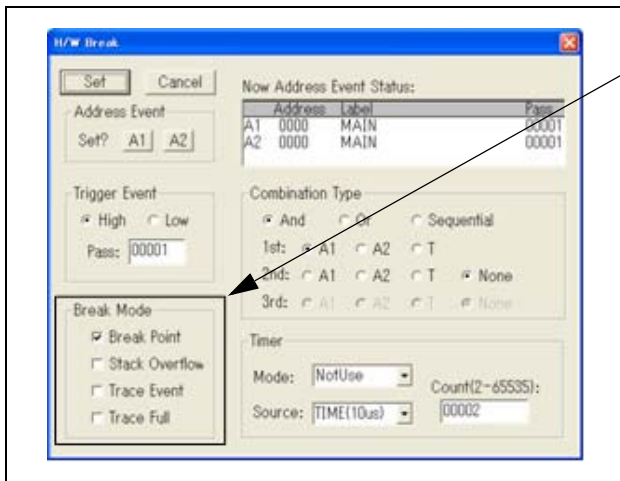 H/W Break
Set Cancel
Address Event
Set? A1 A2
Now Address Event Status:
Address Label Pass
A1 0000 MAIN 00001
A2 0000 MAIN 00001
Trigger Event
High Low
Pass: 00001
Combination Type
And Or Sequential
1st: A1 A2 T
2nd: A1 A2 T None
3rd: A1 A2 T None
Break Mode
Break Point
Stack Overflow
Trace Event
Trace Full
Timer
Mode: NotUse
Count(2-65535):
Source: TIME(10us) 00002